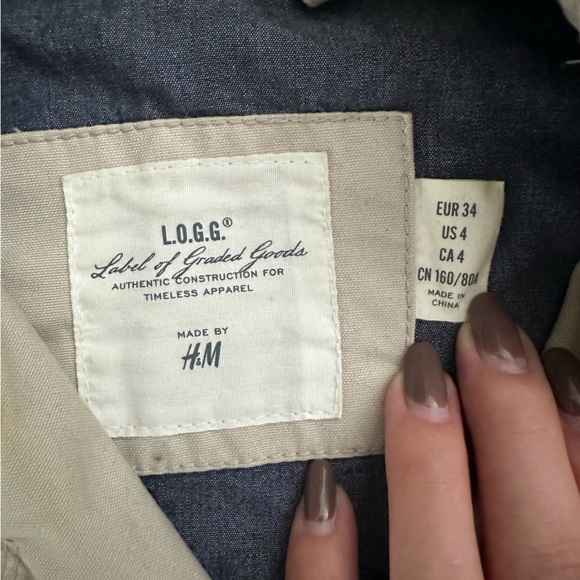 L.O.G.G.®
Label of Graded Goods
AUTHENTIC CONSTRUCTION FOR
TIMELESS APPAREL
MADE BY
H&M
EUR 34
US 4
CA 4
CN 160/80A
MADE IN
CHINA